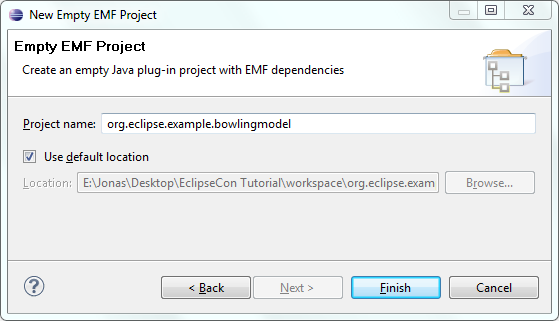 New Empty EMF Project
Empty EMF Project
Create an empty Java plug-in project with EMF dependencies
Project name: org.eclipse.example.bowlingmodel
Use default location
Location: E:\Jonas\Desktop\EclipseCon Tutorial\workspace\org.eclipse.exam Browse...
? < Back Next > Finish Cancel